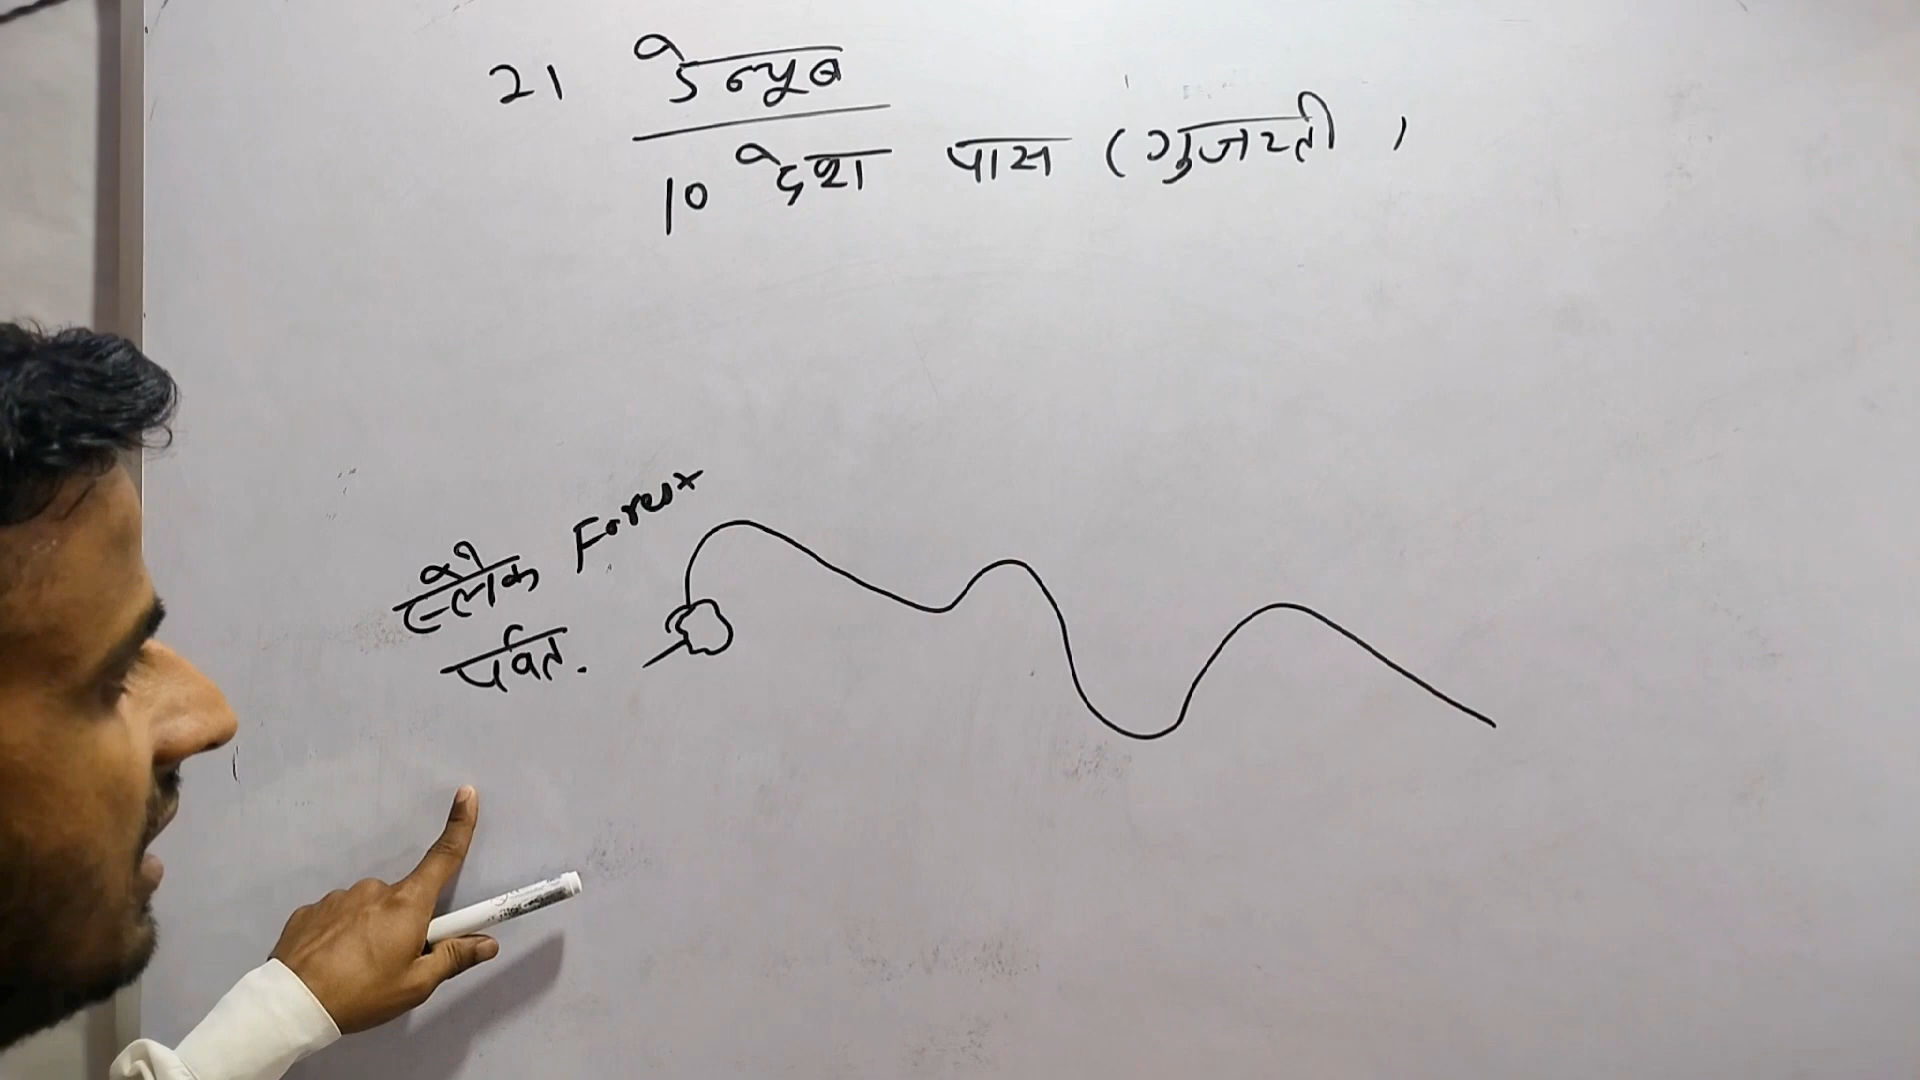 21 डेन्यूब
10 देश पास (गुजरती )
ब्लैक Forest
पर्वत.